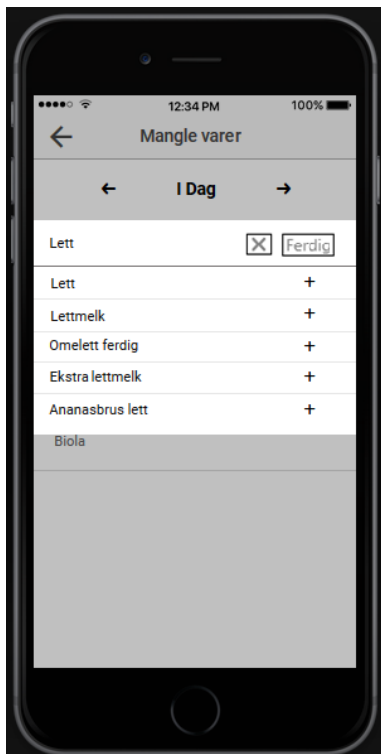 12:34 PM 100%
Mangle varer
I Dag
Lett Ferdig
Lett +
Lettmelk +
Omelett ferdig +
Ekstra lettmelk +
Ananasbrus lett +
Biola